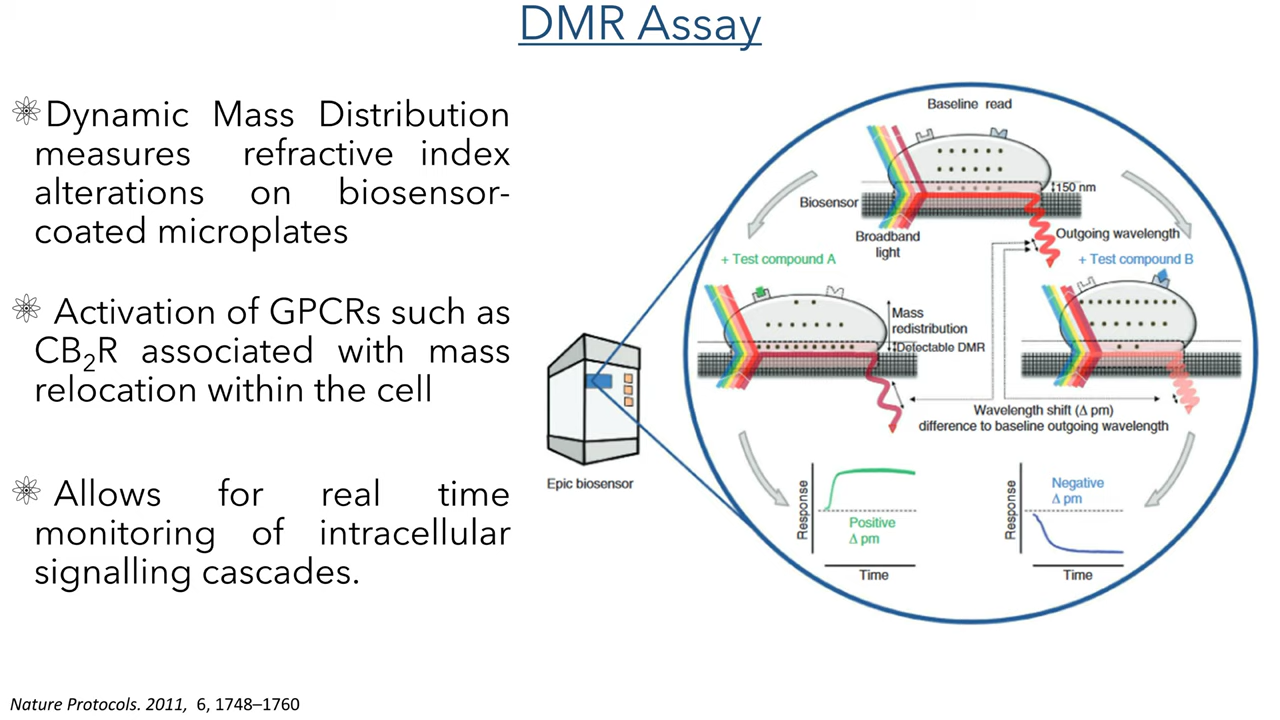 DMR Assay
Dynamic Mass Distribution
measures refractive index
alterations on biosensor-
coated microplates
Activation of GPCRs such as
CB2R associated with mass
relocation within the cell
Allows for real time
monitoring of intracellular
signalling cascades.
Baseline read
150 nm
Biosensor
Broadband
light
Outgoing wavelength
+ Test compound A
+ Test compound B
Mass
redistribution
Detectable DMR
Wavelength shift (Δ pm)
difference to baseline outgoing wavelength
Epic biosensor
Response
Positive
Δ pm
Time
Response
Negative
Δ pm
Time
Nature Protocols. 2011, 6, 1748–1760